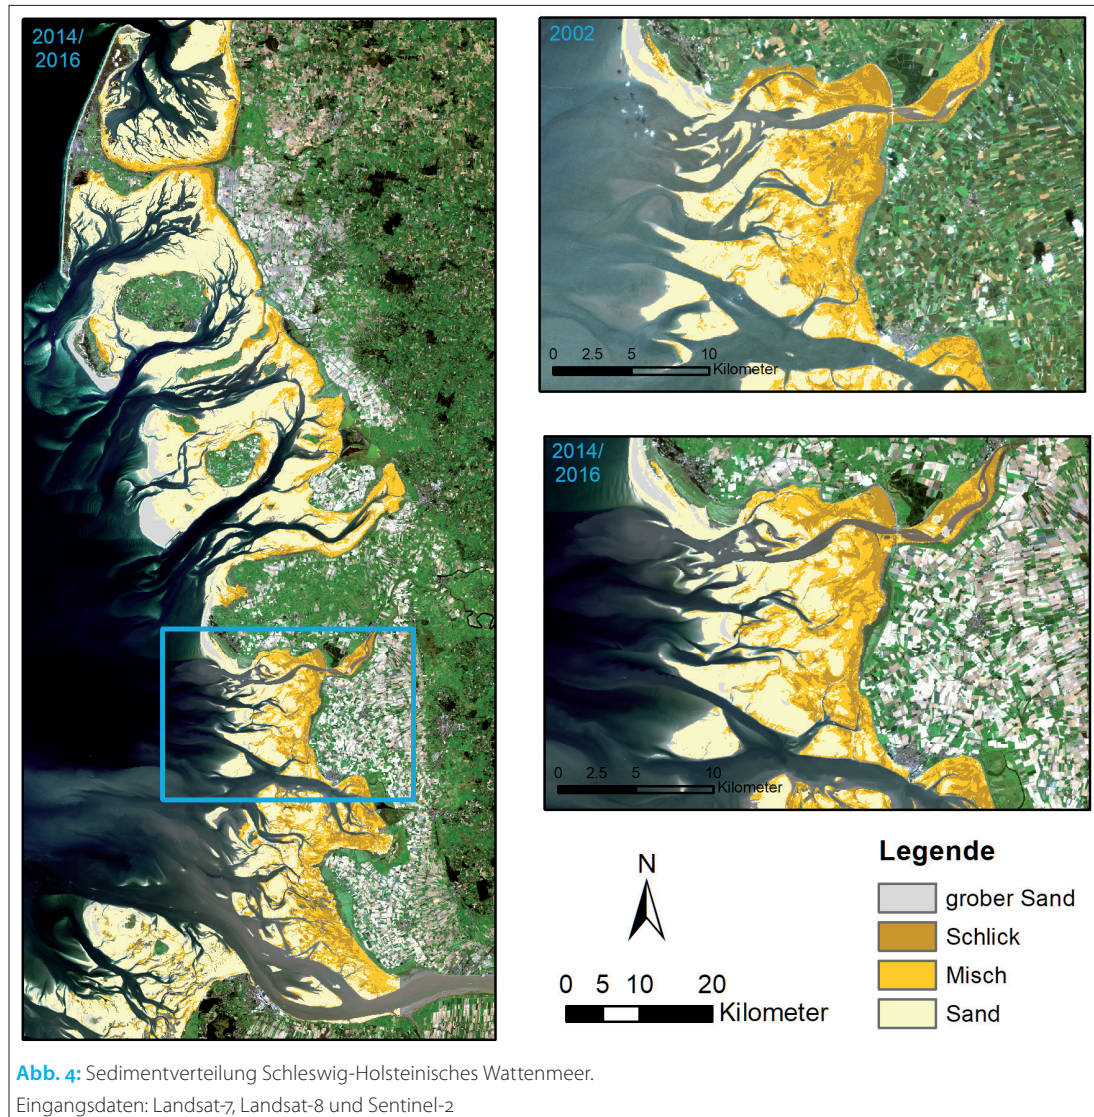 2014/
2016
2002
0 2.5 5 10
Kilometer
2014/
2016
0 2.5 5 10
Kilometer
N
0 5 10 20
Kilometer
Legende
grober Sand
Schlick
Misch
Sand
Abb. 4: Sedimentverteilung Schleswig-Holsteinisches Wattenmeer.
Eingangsdaten: Landsat-7, Landsat-8 und Sentinel-2